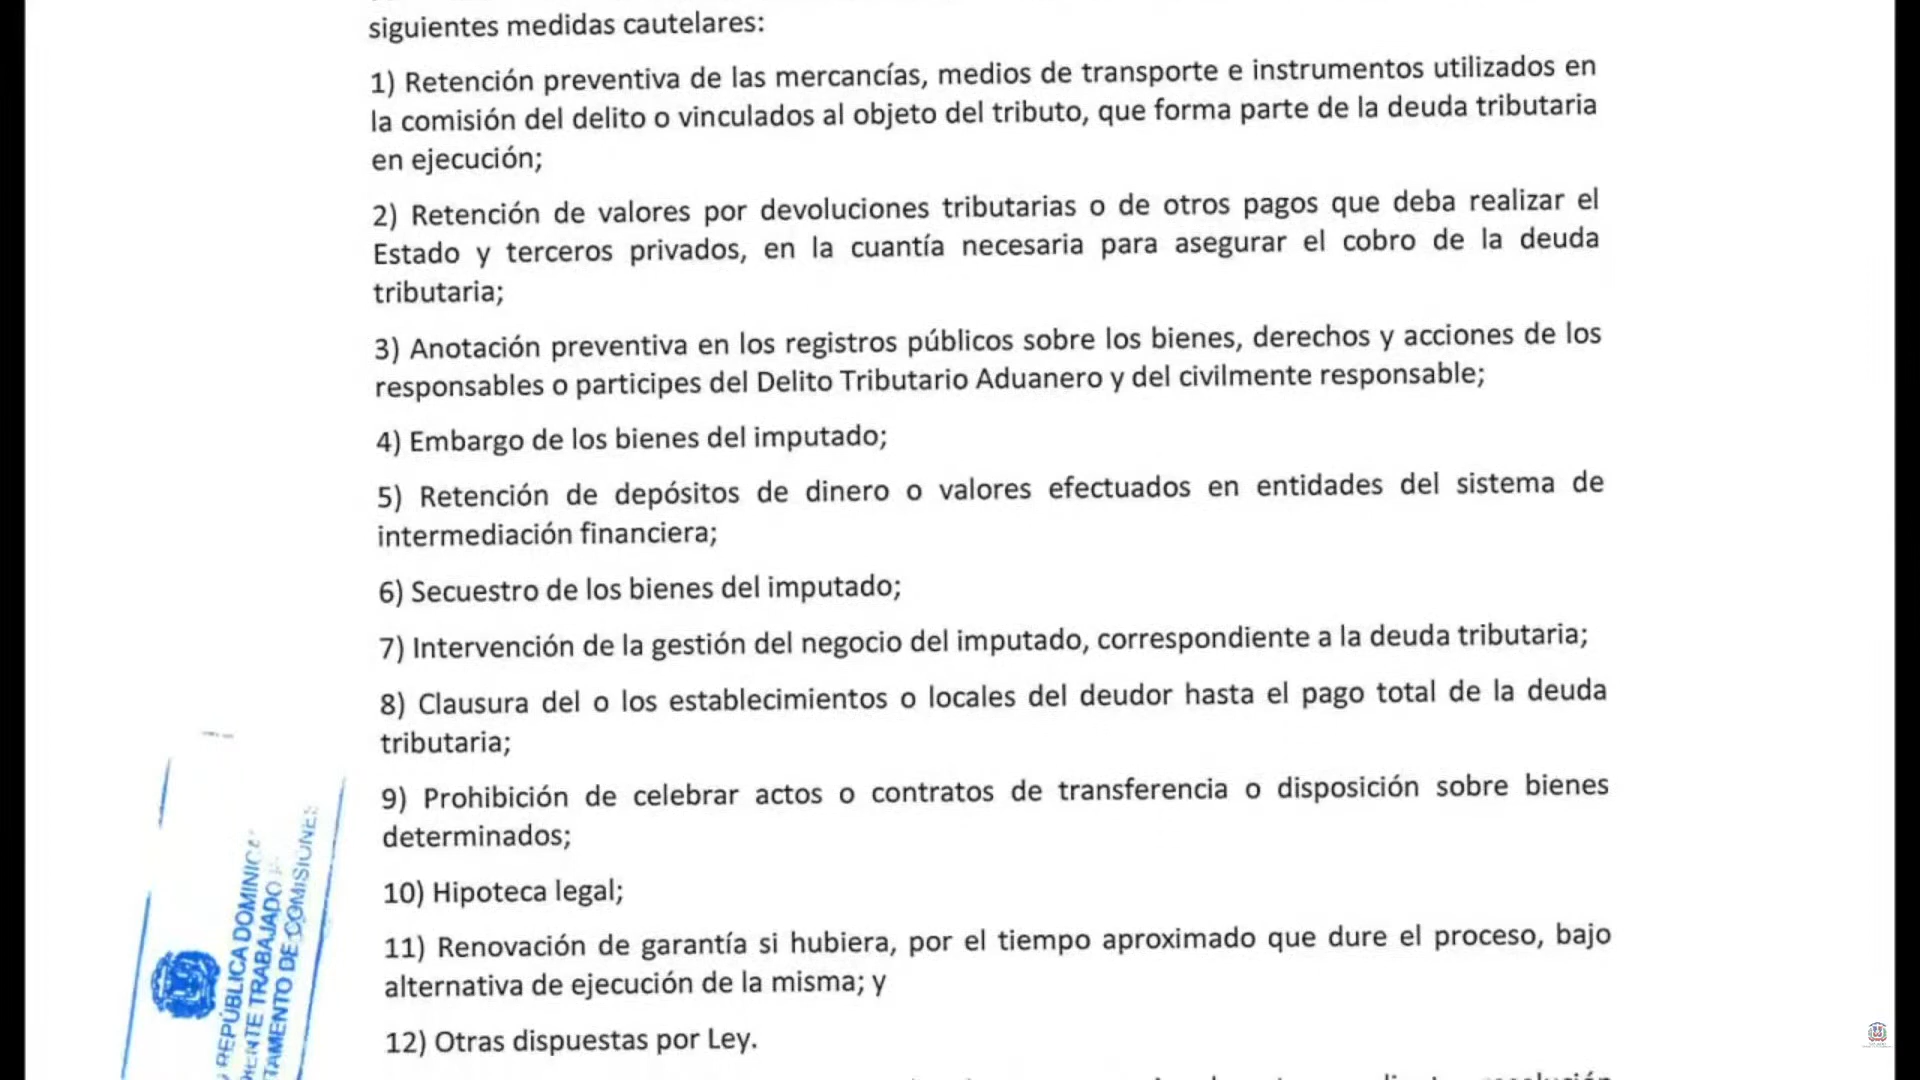 siguientes medidas cautelares:
1) Retención preventiva de las mercancías, medios de transporte e instrumentos utilizados en
la comisión del delito o vinculados al objeto del tributo, que forma parte de la deuda tributaria
en ejecución;
2) Retención de valores por devoluciones tributarias o de otros pagos que deba realizar el
Estado y terceros privados, en la cuantía necesaria para asegurar el cobro de la deuda
tributaria;
3) Anotación preventiva en los registros públicos sobre los bienes, derechos y acciones de los
responsables o participes del Delito Tributario Aduanero y del civilmente responsable;
4) Embargo de los bienes del imputado;
5) Retención de depósitos de dinero o valores efectuados en entidades del sistema de
intermediación financiera;
6) Secuestro de los bienes del imputado;
7) Intervención de la gestión del negocio del imputado, correspondiente a la deuda tributaria;
8) Clausura del o los establecimientos o locales del deudor hasta el pago total de la deuda
tributaria;
9) Prohibición de celebrar actos o contratos de transferencia o disposición sobre bienes
determinados;
10) Hipoteca legal;
11) Renovación de garantía si hubiera, por el tiempo aproximado que dure el proceso, bajo
alternativa de ejecución de la misma; y
12) Otras dispuestas por Ley.
REPÚBLICA
TRABAJADO
DE COMISIONES